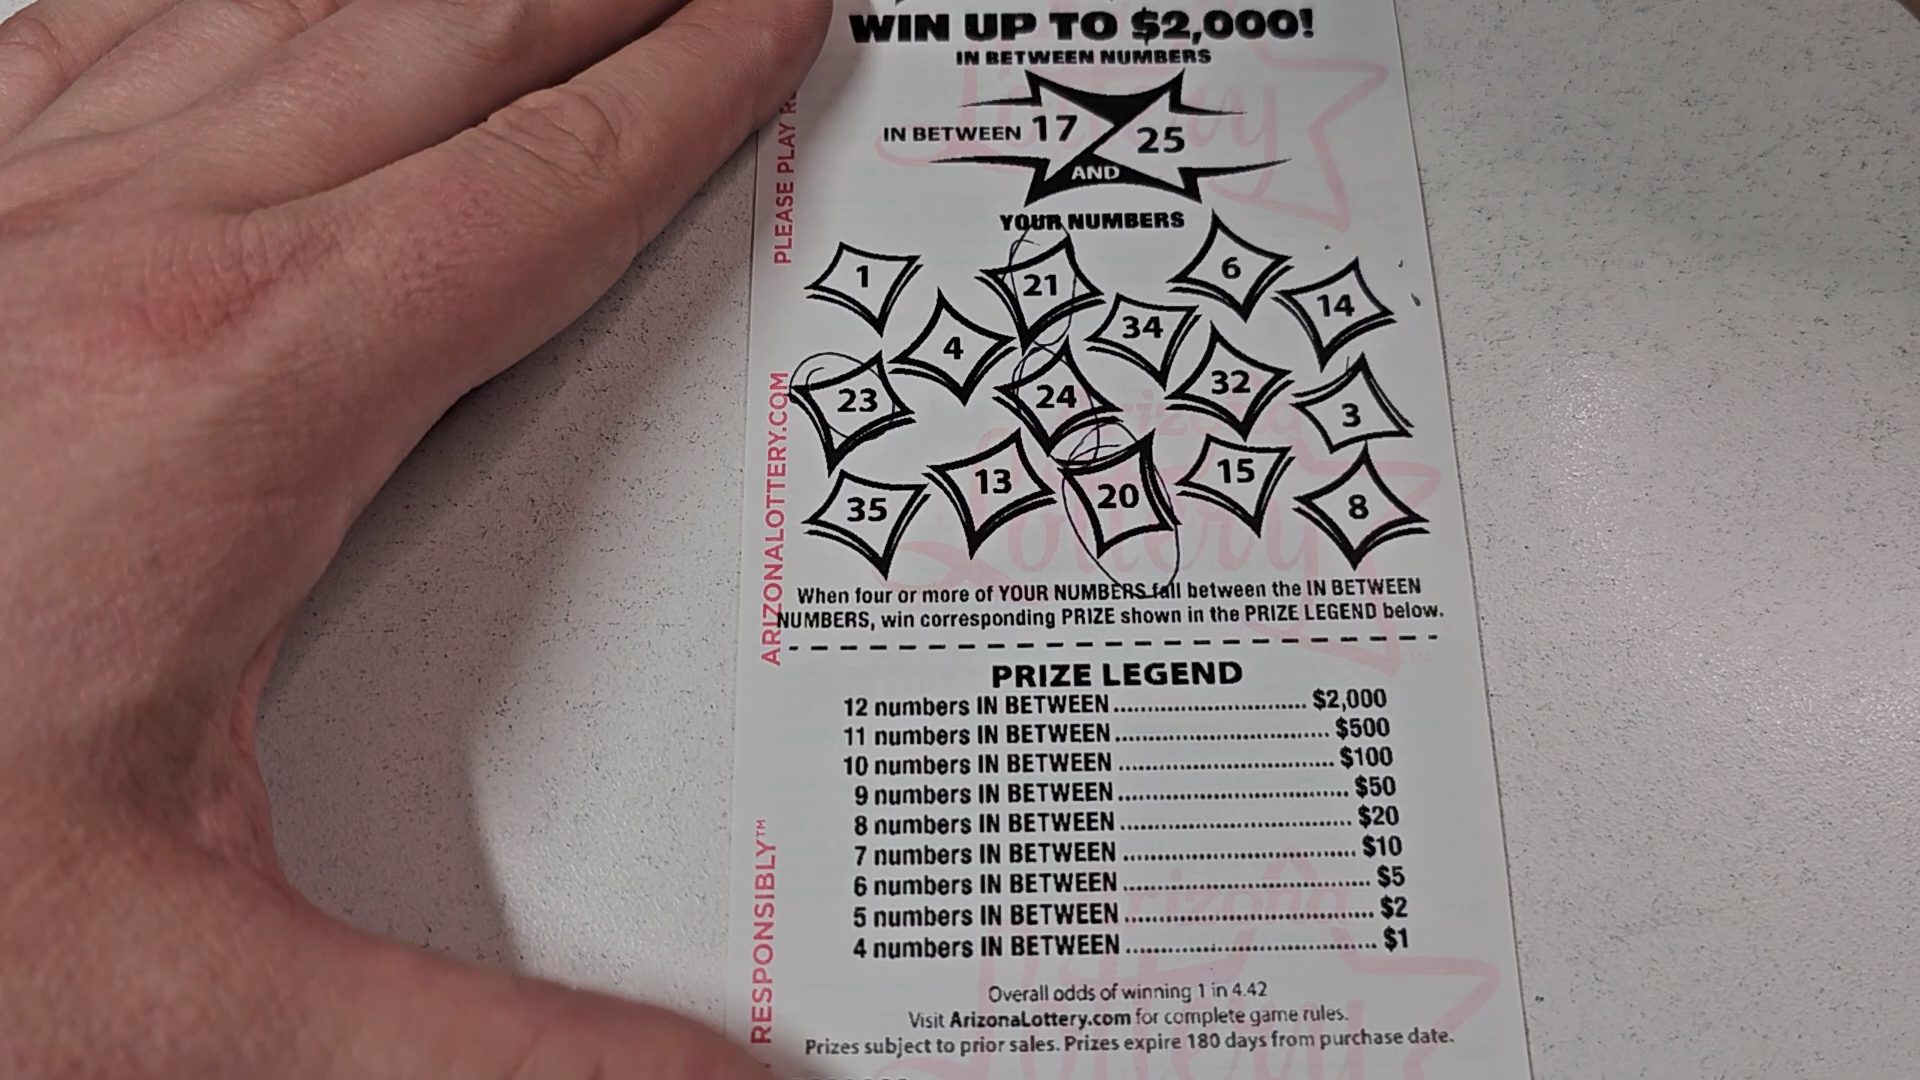 WIN UP TO $2,000!
IN BETWEEN NUMBERS
IN BETWEEN 17
25
AND
YOUR NUMBERS
1
21
6
14
4
34
23
24
32
3
35
13
20
15
8
When four or more of YOUR NUMBERS fall between the IN BETWEEN
NUMBERS, win corresponding PRIZE shown in the PRIZE LEGEND below.
PRIZE LEGEND
12 numbers IN BETWEEN .............................. $2,000
11 numbers IN BETWEEN .................................. $500
10 numbers IN BETWEEN .................................. $100
9 numbers IN BETWEEN .................................... $50
8 numbers IN BETWEEN .................................... $20
7 numbers IN BETWEEN .................................... $10
6 numbers IN BETWEEN ...................................... $5
5 numbers IN BETWEEN ...................................... $2
4 numbers IN BETWEEN ...................................... $1
Overall odds of winning 1 in 4.42
Visit ArizonaLottery.com for complete game rules.
Prizes subject to prior sales. Prizes expire 180 days from purchase date.
PLEASE PLAY
ARIZONALOTTERY.COM
RESPONSIBLY™
Lottery
Arizona
Lottery
Arizona
Lottery